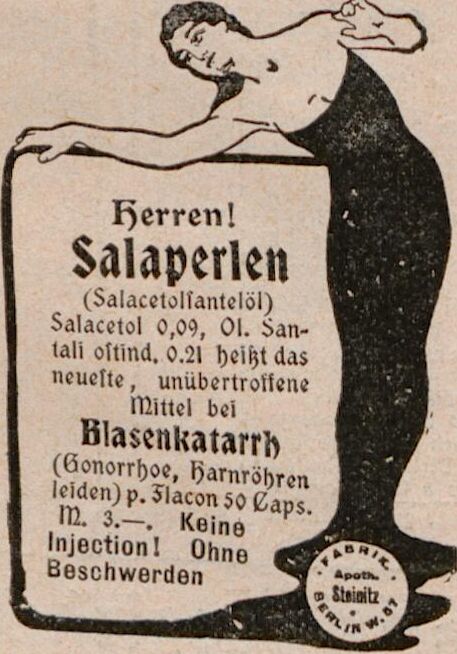 Herren!
Salaperlen
(Salacetolſantelöl)
Salacetol 0,09, Ol. San-
tali oſtind. 0.21 heißt das
neueſte, unübertroffene
Mittel bei
Blasenkatarrh
(Gonorrhoe, Harnröhren
leiden) p. Flacon 50 Caps.
M. 3.—. Keine
Injection! Ohne
Beschwerden
· FABRIK. ·
Apoth.
Steinitz
BERLIN W. 67